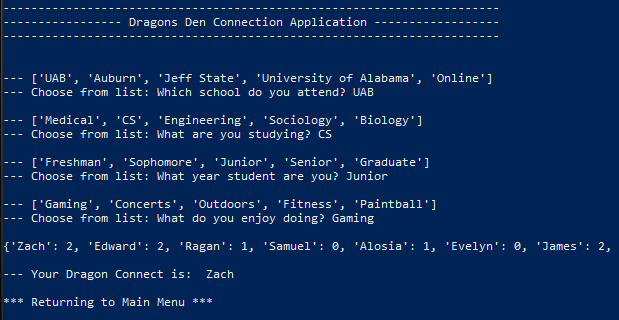 ------------------------------------------------------------------
----------------- Dragons Den Connection Application -----------------
------------------------------------------------------------------
--- ['UAB', 'Auburn', 'Jeff State', 'University of Alabama', 'Online']
--- Choose from list: Which school do you attend? UAB
--- ['Medical', 'CS', 'Engineering', 'Sociology', 'Biology']
--- Choose from list: What are you studying? CS
--- ['Freshman', 'Sophomore', 'Junior', 'Senior', 'Graduate']
--- Choose from list: What year student are you? Junior
--- ['Gaming', 'Concerts', 'Outdoors', 'Fitness', 'Paintball']
--- Choose from list: What do you enjoy doing? Gaming
{'Zach': 2, 'Edward': 2, 'Ragan': 1, 'Samuel': 0, 'Alosia': 1, 'Evelyn': 0, 'James': 2,
--- Your Dragon Connect is:  Zach
*** Returning to Main Menu ***